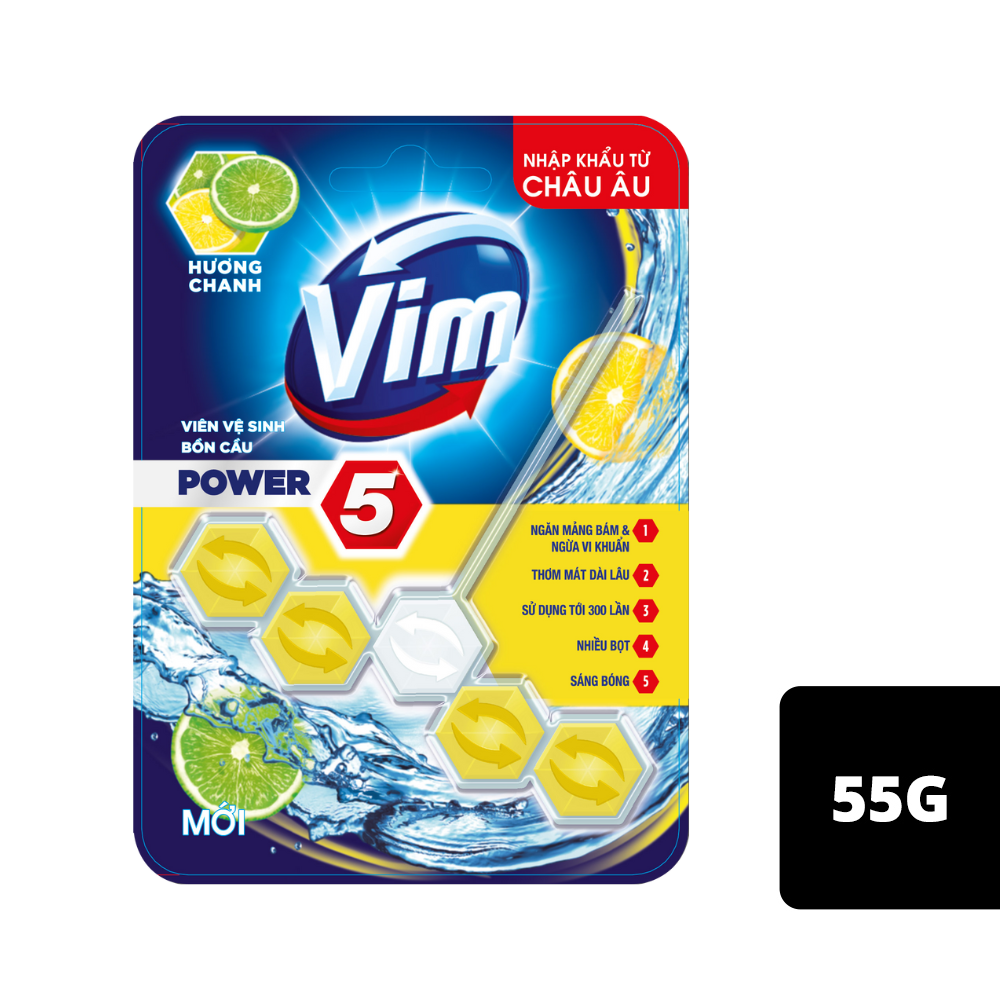 NHẬP KHẨU TỪ
CHÂU ÂU
HƯƠNG
CHANH
Vim
VIÊN VỆ SINH
BỒN CẦU
POWER 5
NGĂN MẢNG BÁM & 1
NGỪA VI KHUẨN
THƠM MÁT DÀI LÂU 2
SỬ DỤNG TỚI 300 LẦN 3
NHIỀU BỌT 4
SÁNG BÓNG 5
MỚI
55G